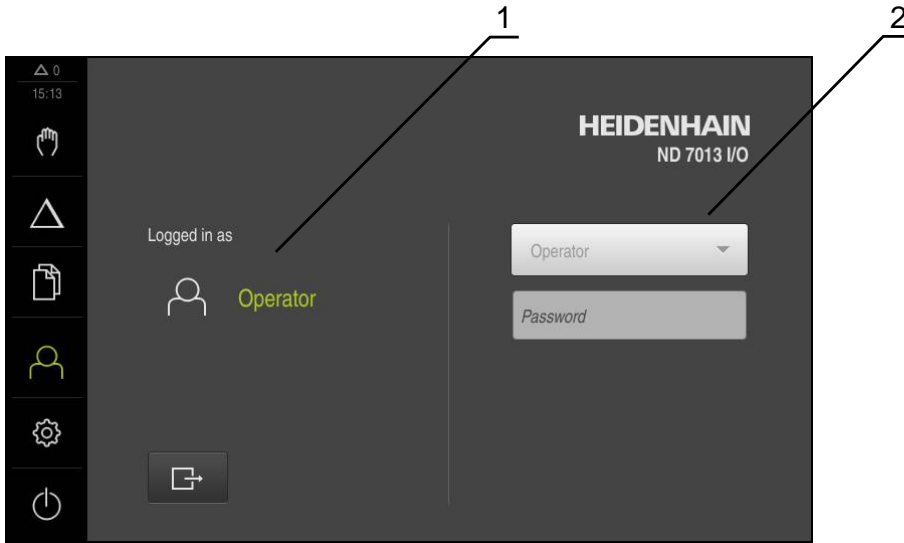 1
2
△ 0
15:13
HEIDENHAIN
ND 7013 I/O
Logged in as
Operator
Operator
Password